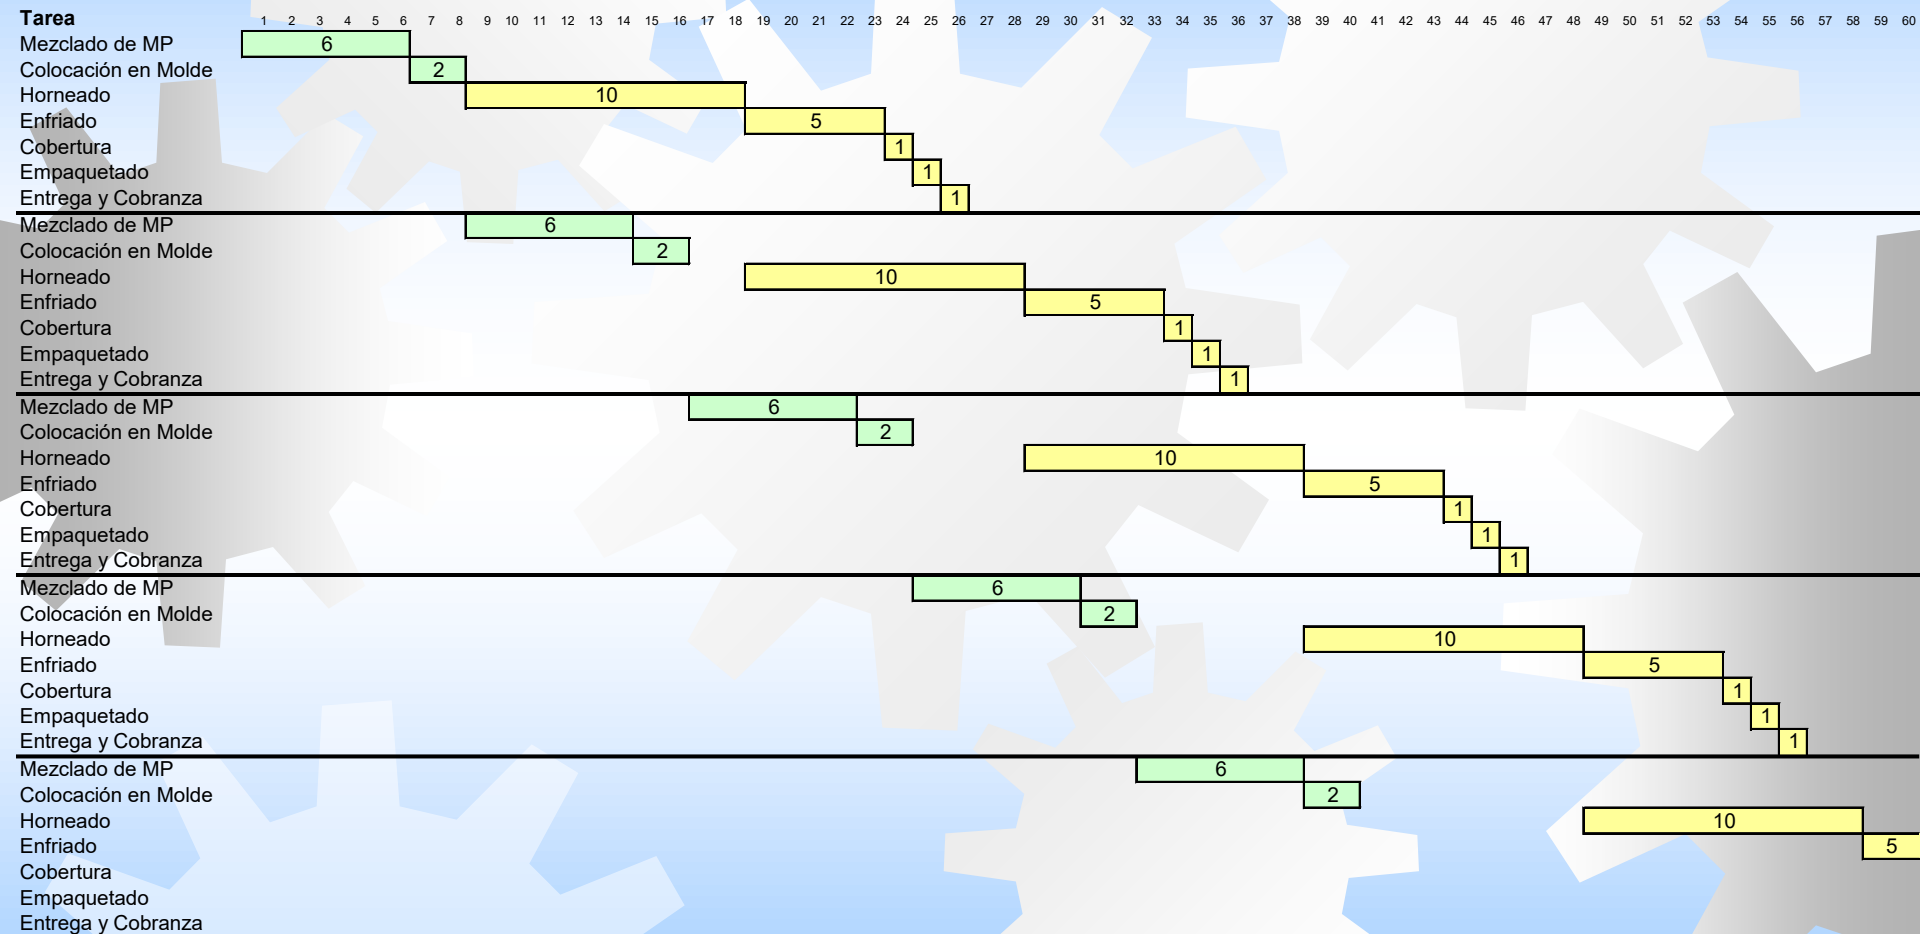 Tarea 1 2 3 4 5 6 7 8 9 10 11 12 13 14 15 16 17 18 19 20 21 22 23 24 25 26 27 28 29 30 31 32 33 34 35 36 37 38 39 40 41 42 43 44 45 46 47 48 49 50 51 52 53 54 55 56 57 58 59 60
Mezclado de MP 6
Colocación en Molde 2
Horneado 10
Enfriado 5
Cobertura 1
Empaquetado 1
Entrega y Cobranza 1
Mezclado de MP 6
Colocación en Molde 2
Horneado 10
Enfriado 5
Cobertura 1
Empaquetado 1
Entrega y Cobranza 1
Mezclado de MP 6
Colocación en Molde 2
Horneado 10
Enfriado 5
Cobertura 1
Empaquetado 1
Entrega y Cobranza 1
Mezclado de MP 6
Colocación en Molde 2
Horneado 10
Enfriado 5
Cobertura 1
Empaquetado 1
Entrega y Cobranza 1
Mezclado de MP 6
Colocación en Molde 2
Horneado 10
Enfriado 5
Cobertura
Empaquetado
Entrega y Cobranza